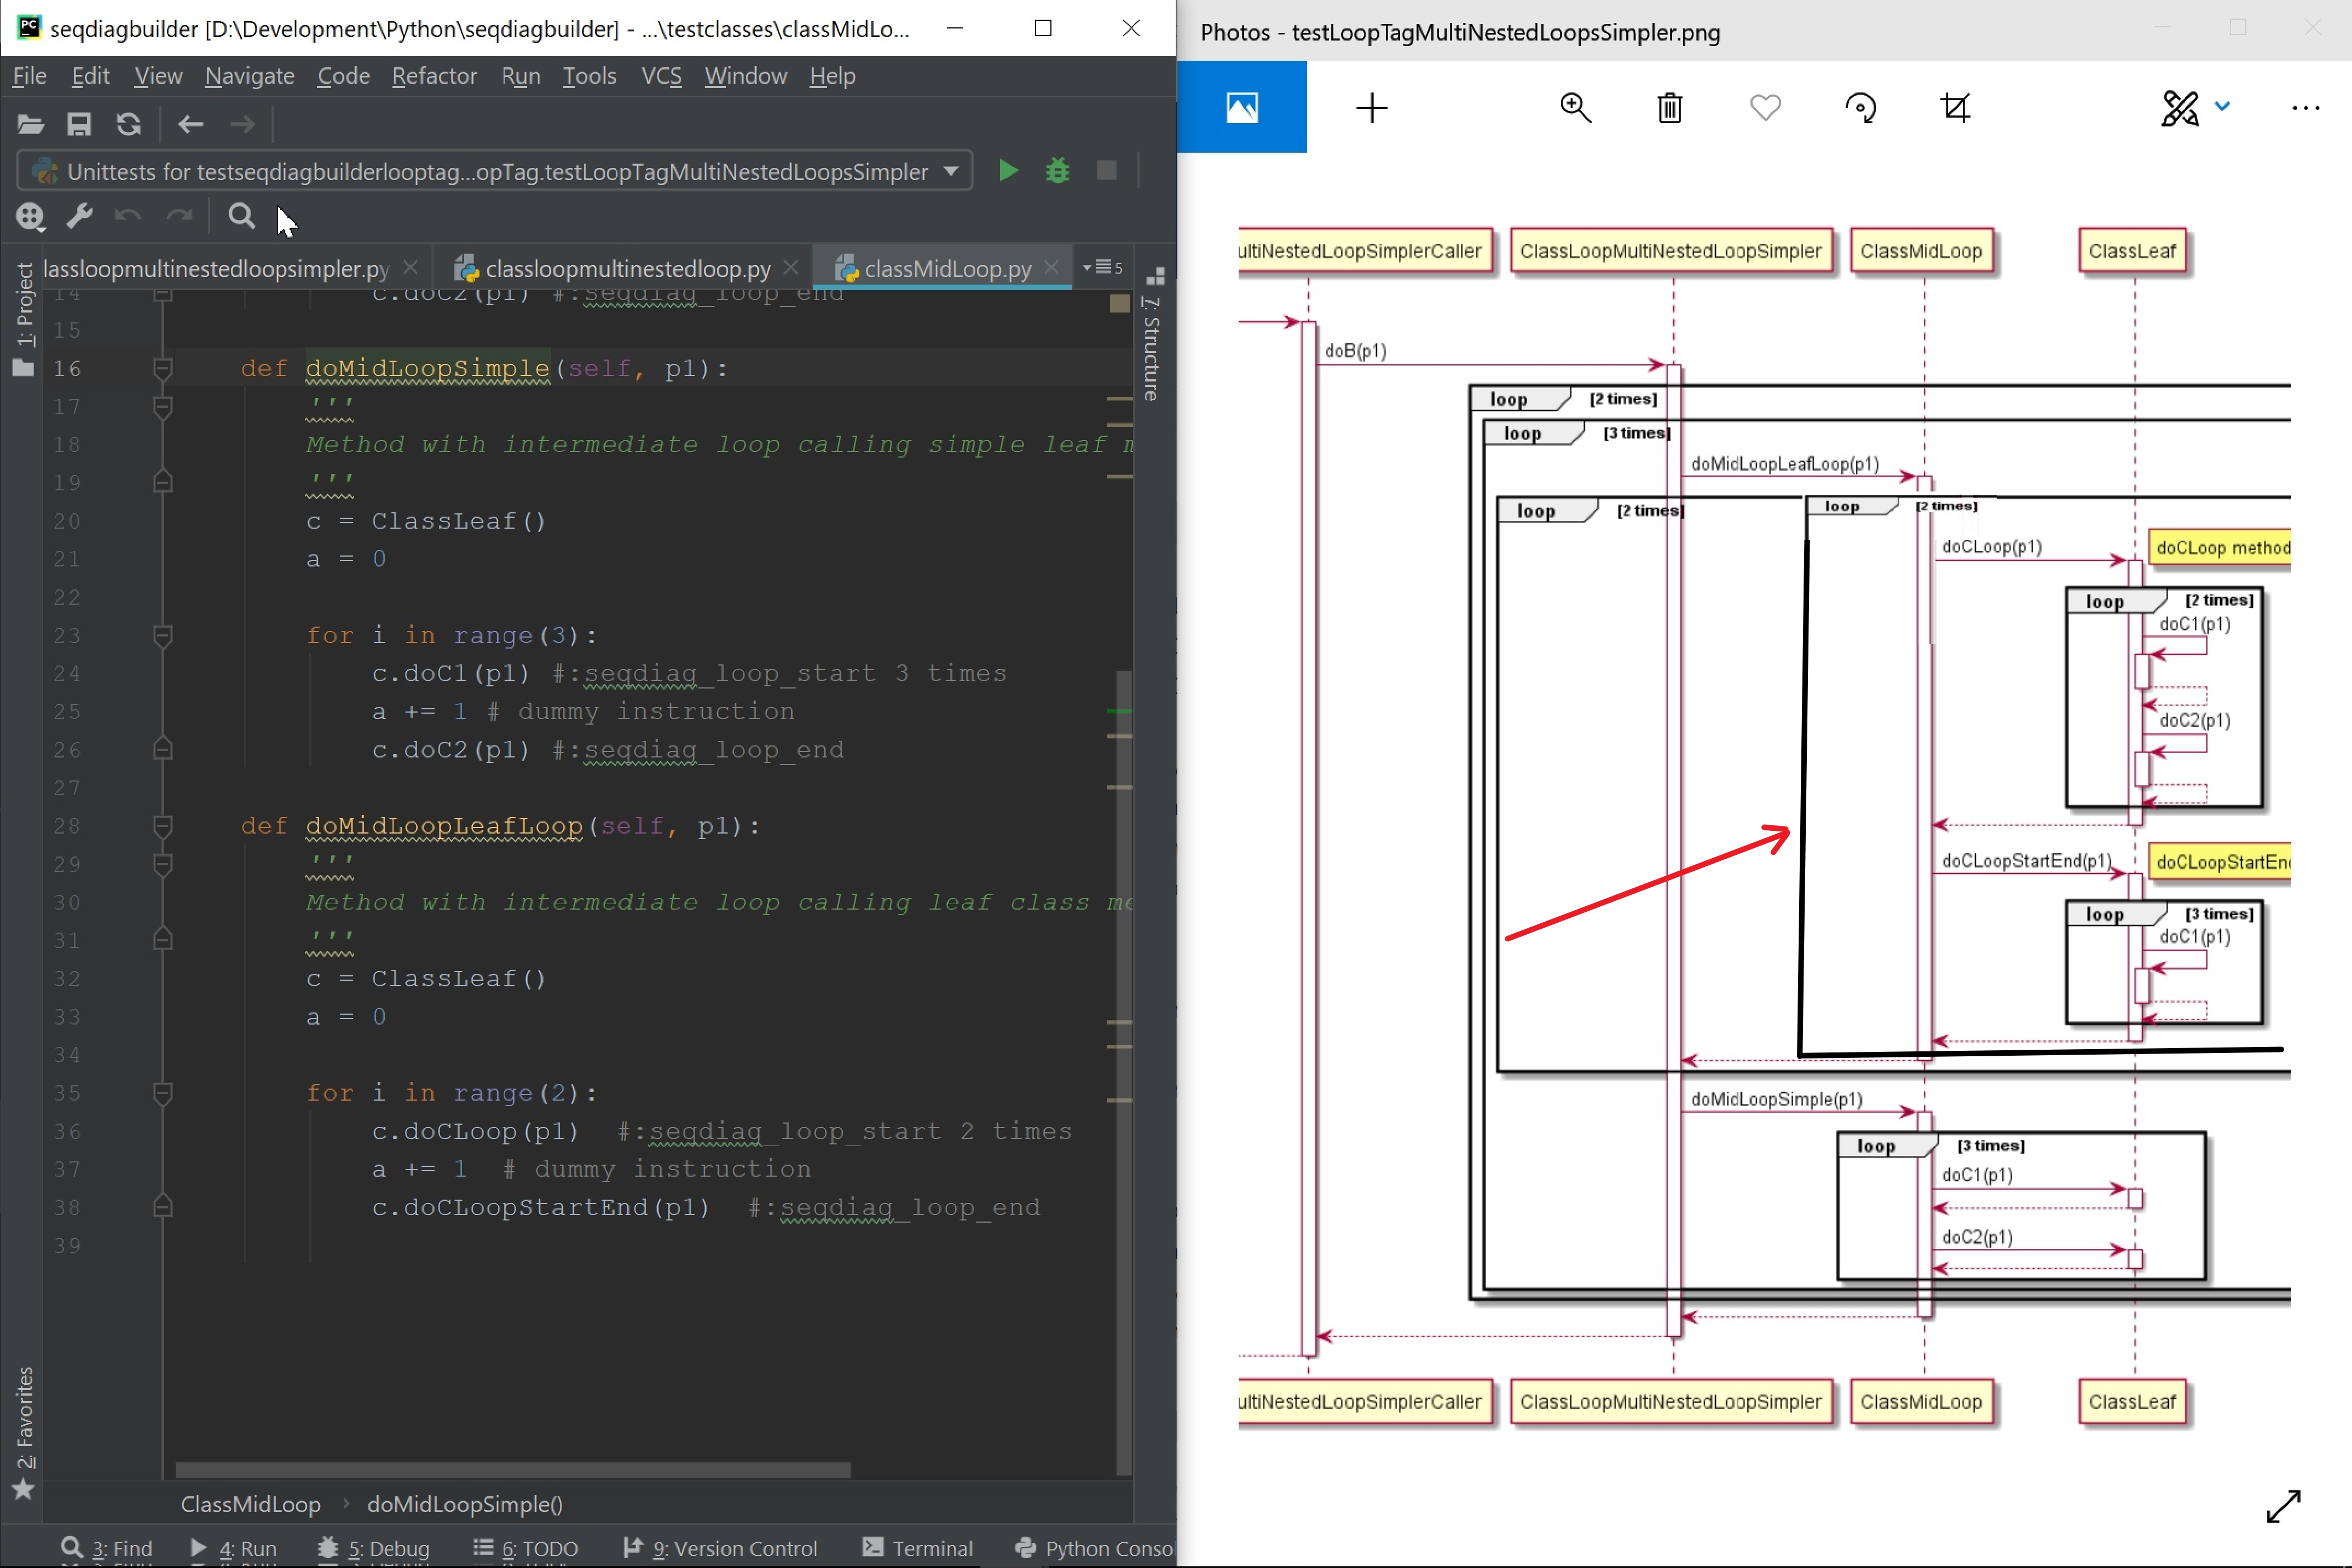 seqdiagbuilder [D:\Development\Python\seqdiagbuilder] - ...\testclasses\classMidLo...
File Edit View Navigate Code Refactor Run Tools VCS Window Help
Unittests for testseqdiagbuilderlooptag...opTag.testLoopTagMultiNestedLoopsSimpler
lassloopmultinestedloopsimpler.py classloopmultinestedloop.py classMidLoop.py 5
1: Project
7: Structure
2: Favorites
14 c.doC2(p1) #:seqdiag_loop_end
15
16 def doMidLoopSimple(self, p1):
17 '''
18 Method with intermediate loop calling simple leaf m
19 '''
20 c = ClassLeaf()
21 a = 0
22
23 for i in range(3):
24 c.doC1(p1) #:seqdiag_loop_start 3 times
25 a += 1 # dummy instruction
26 c.doC2(p1) #:seqdiag_loop_end
27
28 def doMidLoopLeafLoop(self, p1):
29 '''
30 Method with intermediate loop calling leaf class me
31 '''
32 c = ClassLeaf()
33 a = 0
34
35 for i in range(2):
36 c.doCLoop(p1) #:seqdiag_loop_start 2 times
37 a += 1 # dummy instruction
38 c.doCLoopStartEnd(p1) #:seqdiag_loop_end
39
ClassMidLoop › doMidLoopSimple()
3: Find 4: Run 5: Debug 6: TODO 9: Version Control Terminal Python Conso
Photos - testLoopTagMultiNestedLoopsSimpler.png
ultiNestedLoopSimplerCaller ClassLoopMultiNestedLoopSimpler ClassMidLoop ClassLeaf
doB(p1)
loop [2 times]
loop [3 times]
doMidLoopLeafLoop(p1)
loop [2 times] loop [2 times]
doCLoop(p1) doCLoop method
loop [2 times]
doC1(p1)
doC2(p1)
doCLoopStartEnd(p1) doCLoopStartEn
loop [3 times]
doC1(p1)
doMidLoopSimple(p1)
loop [3 times]
doC1(p1)
doC2(p1)
ultiNestedLoopSimplerCaller ClassLoopMultiNestedLoopSimpler ClassMidLoop ClassLeaf